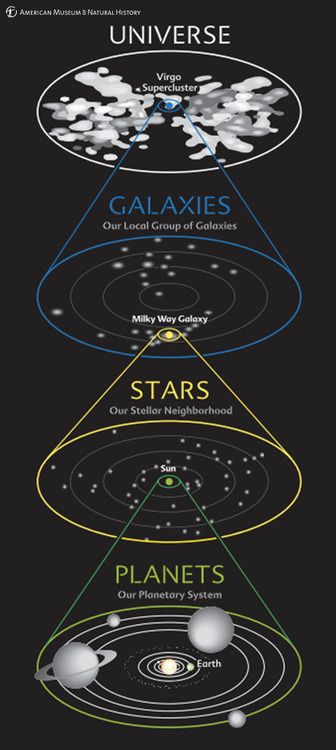 American Museum & Natural History
UNIVERSE
Virgo
Supercluster
GALAXIES
Our Local Group of Galaxies
Milky Way Galaxy
STARS
Our Stellar Neighborhood
Sun
PLANETS
Our Planetary System
Earth